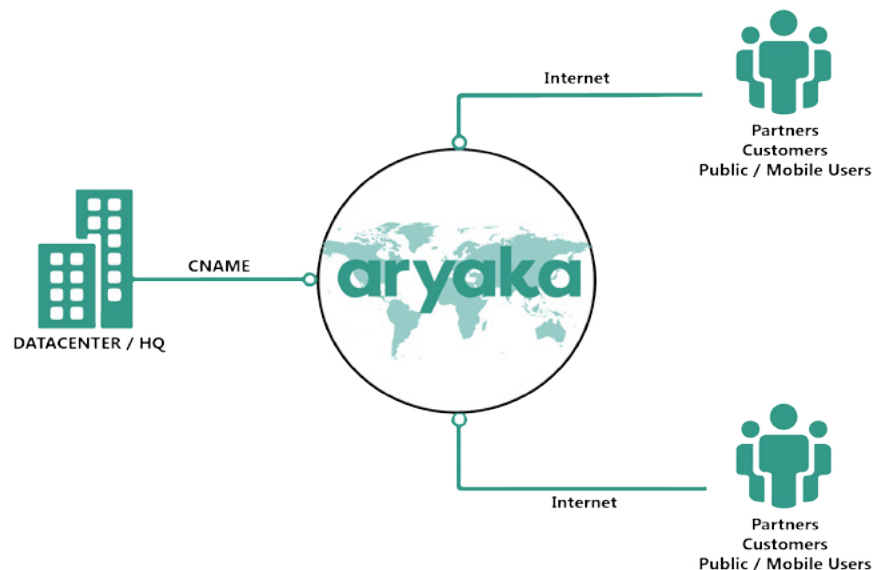 Internet
Partners
Customers
Public / Mobile Users
CNAME
aryaka
DATACENTER / HQ
Internet
Partners
Customers
Public / Mobile Users